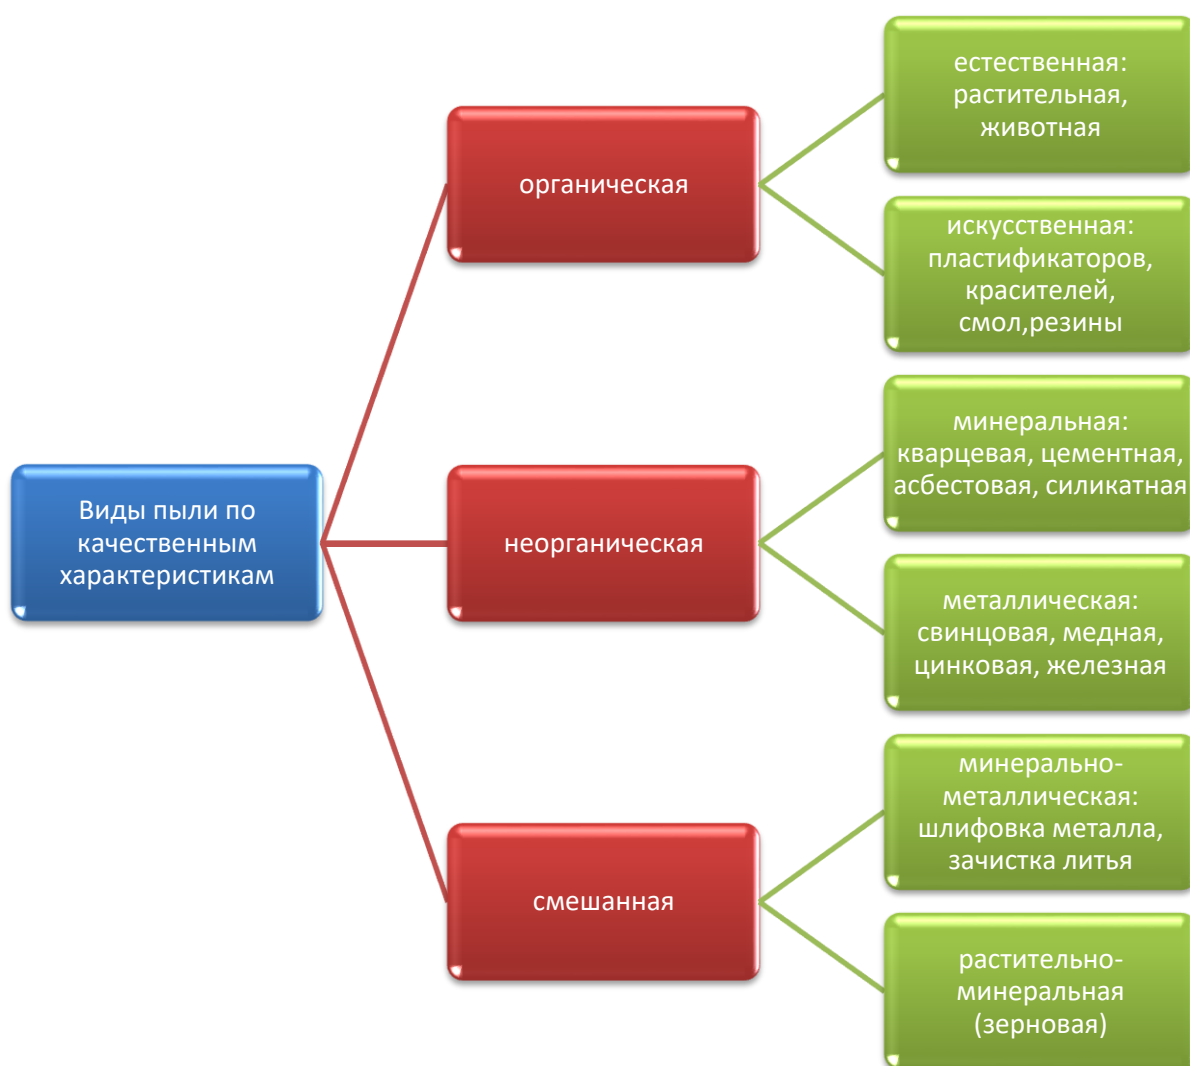 Виды пыли по
качественным
характеристикам
органическая
естественная:
растительная,
животная
искусственная:
пластификаторов,
красителей,
смол,резины
неорганическая
минеральная:
кварцевая, цементная,
асбестовая, силикатная
металлическая:
свинцовая, медная,
цинковая, железная
смешанная
минерально-
металлическая:
шлифовка металла,
зачистка литья
растительно-
минеральная
(зерновая)